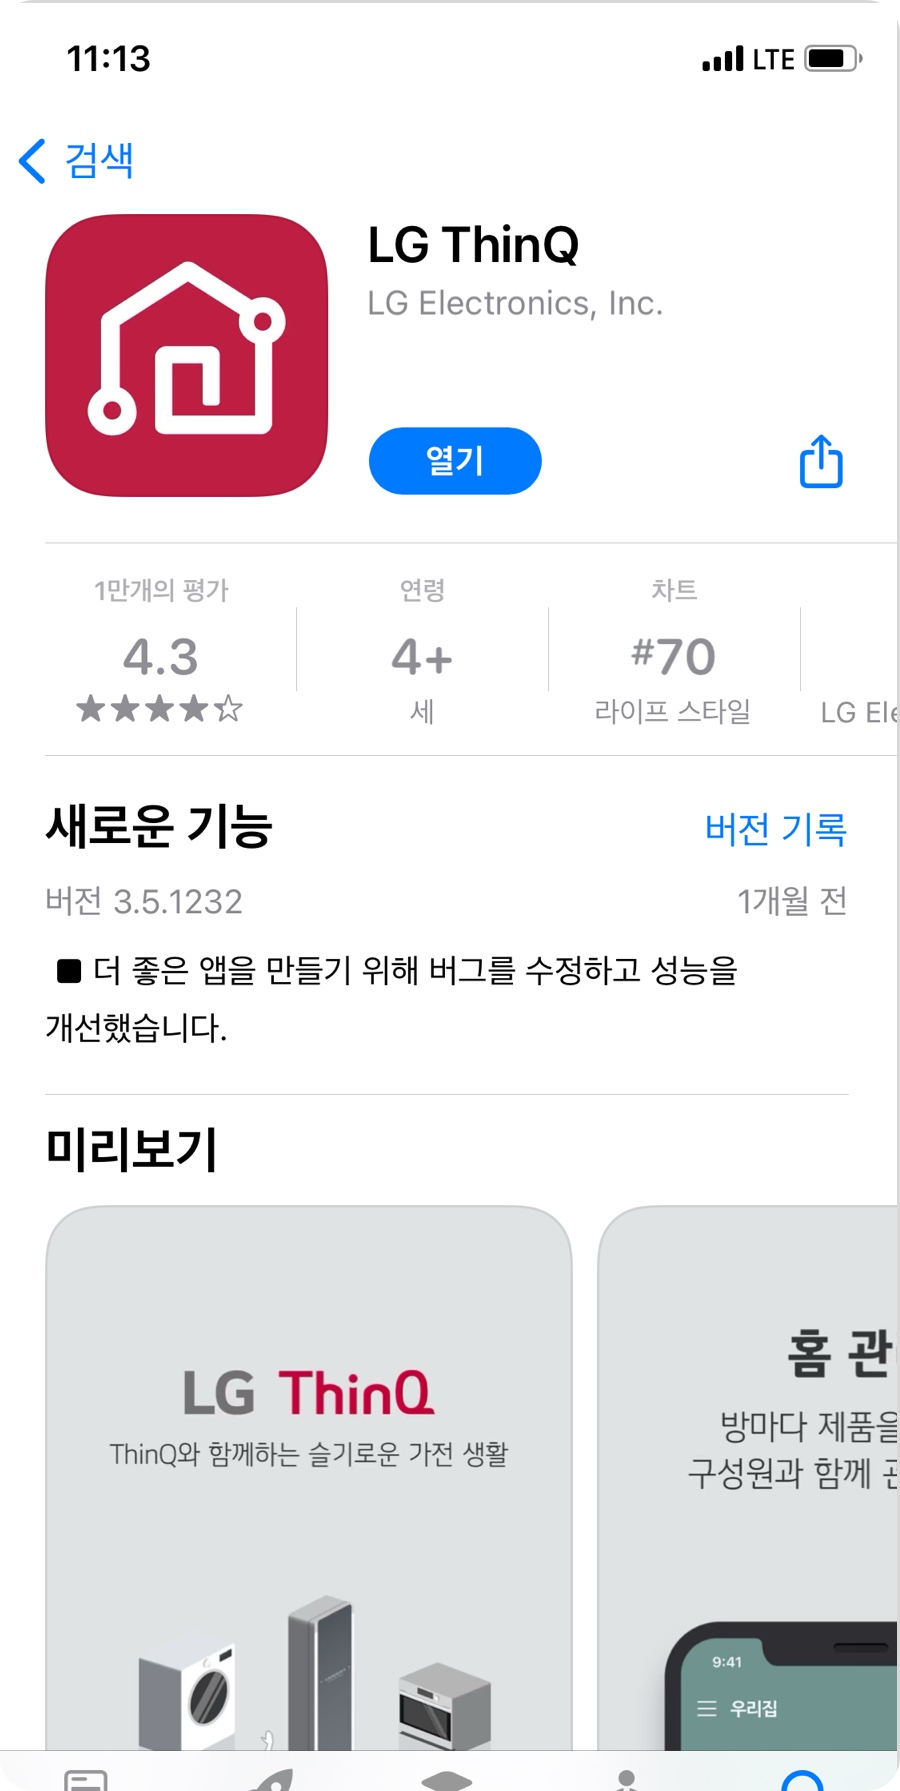 11:13
LTE
검색
LG ThinQ
LG Electronics, Inc.
열기
1만개의 평가
연령
차트
4.3
4+
#70
세
라이프 스타일
LG Ele
새로운 기능
버전 기록
버전 3.5.1232
1개월 전
■ 더 좋은 앱을 만들기 위해 버그를 수정하고 성능을
개선했습니다.
미리보기
LG ThinQ
ThinQ와 함께하는 슬기로운 가전 생활
홈 관
방마다 제품을
구성원과 함께
9:41
우리집